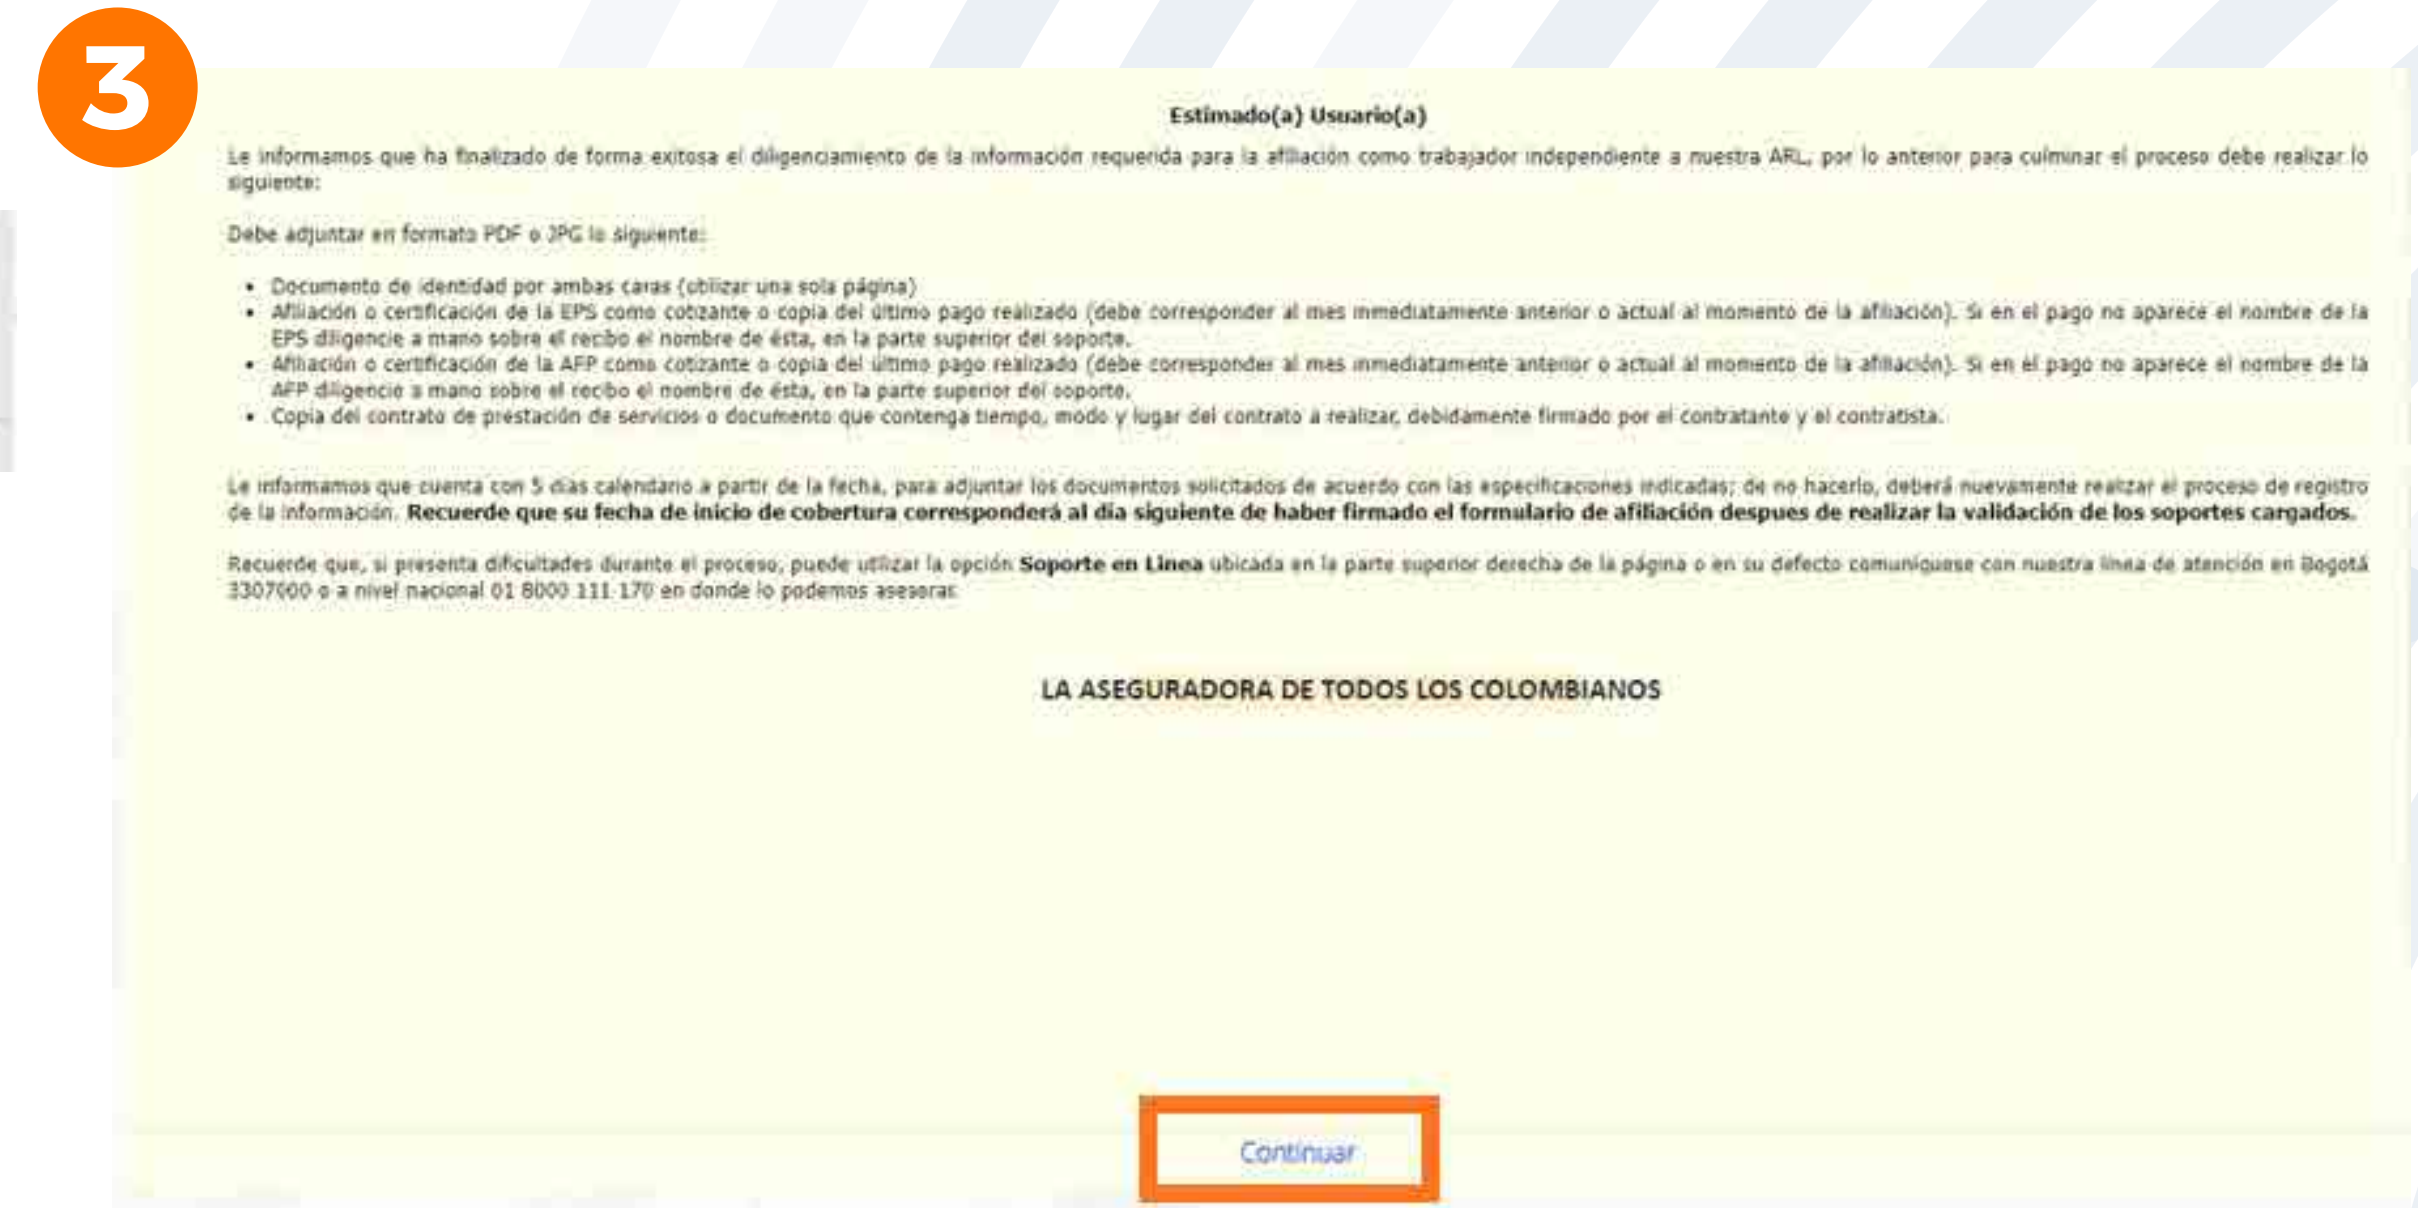 3
Estimado(a) Usuario(a)
Le informamos que ha finalizado de forma exitosa el diligenciamiento de la información requerida para la afiliación como trabajador independiente a nuestra ARL, por lo anterior para culminar el proceso debe realizar lo
siguiente:
Debe adjuntar en formato PDF o JPG lo siguiente:
• Documento de identidad por ambas caras (utilizar una sola página)
• Afiliación o certificación de la EPS como cotizante o copia del último pago realizado (debe corresponder al mes inmediatamente anterior o actual al momento de la afiliación). Si en el pago no aparece el nombre de la
EPS diligencie a mano sobre el recibo el nombre de ésta, en la parte superior del soporte.
• Afiliación o certificación de la AFP como cotizante o copia del último pago realizado (debe corresponder al mes inmediatamente anterior o actual al momento de la afiliación). Si en el pago no aparece el nombre de la
AFP diligencie a mano sobre el recibo el nombre de ésta, en la parte superior del soporte.
• Copia del contrato de prestación de servicios o documento que contenga tiempo, modo y lugar del contrato a realizar, debidamente firmado por el contratante y el contratista.
Le informamos que cuenta con 5 días calendario a partir de la fecha, para adjuntar los documentos solicitados de acuerdo con las especificaciones indicadas; de no hacerlo, deberá nuevamente realizar el proceso de registro
de la información. Recuerde que su fecha de inicio de cobertura corresponderá al día siguiente de haber firmado el formulario de afiliación despues de realizar la validación de los soportes cargados.
Recuerde que, si presenta dificultades durante el proceso, puede utilizar la opción Soporte en Linea ubicada en la parte superior derecha de la página o en su defecto comuníquese con nuestra línea de atención en Bogotá
3307000 o a nivel nacional 01 8000 111 170 en donde lo podemos asesorar.
LA ASEGURADORA DE TODOS LOS COLOMBIANOS
Continuar